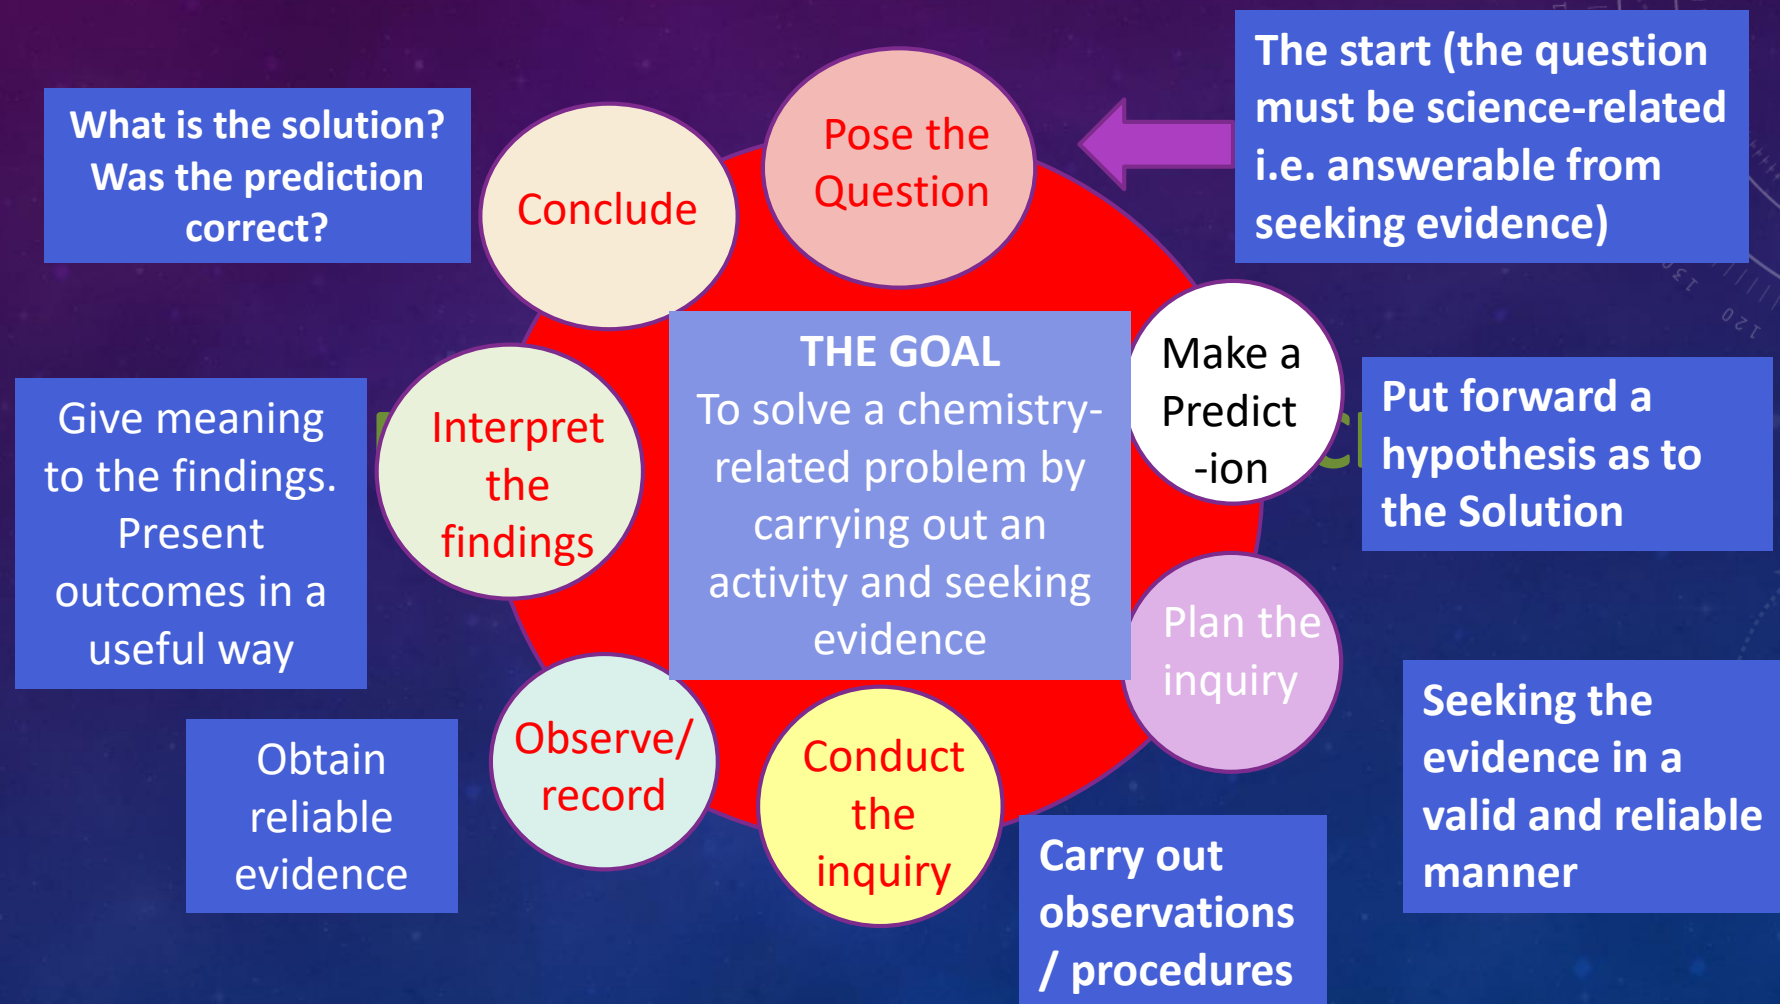 The start (the question
must be science-related
i.e. answerable from
seeking evidence)
Pose the
Question
What is the solution?
Was the prediction
correct?
Conclude
THE GOAL
To solve a chemistry-
related problem by
carrying out an
activity and seeking
evidence
Make a
Predict
-ion
Put forward a
hypothesis as to
the Solution
Interpret
the
findings
Give meaning
to the findings.
Present
outcomes in a
useful way
Plan the
inquiry
Seeking the
evidence in a
valid and reliable
manner
Observe/
record
Obtain
reliable
evidence
Conduct
the
inquiry
Carry out
observations
/ procedures
130
120